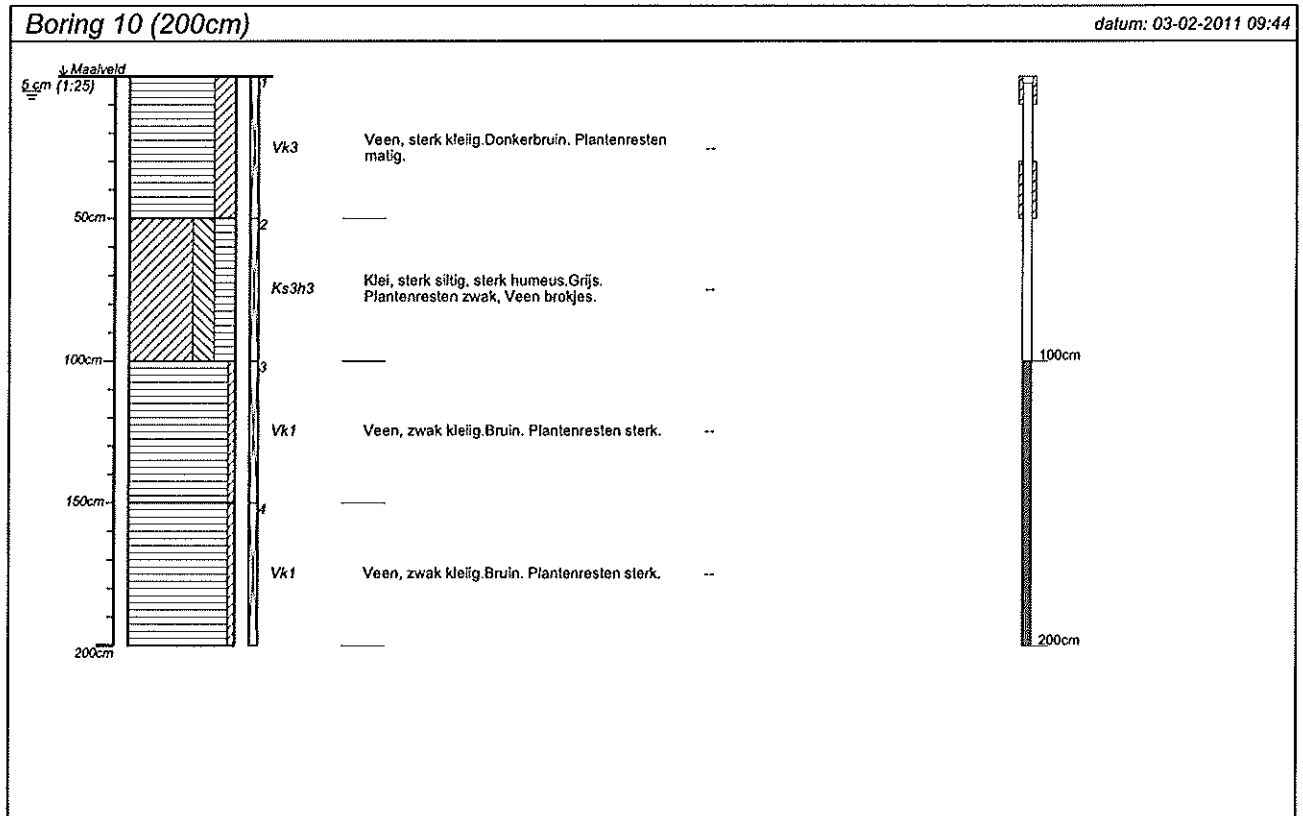 Boring 10 (200cm)
datum: 03-02-2011 09:44
Maaiveld
5 cm (1:25)
1
Vk3
Veen, sterk kleiig.Donkerbruin. Plantenresten
matig.
--
50cm
2
Ks3h3
Klei, sterk siltig, sterk humeus.Grijs.
Plantenresten zwak, Veen brokjes.
--
100cm
100cm
3
Vk1
Veen, zwak kleiig.Bruin. Plantenresten sterk.
--
150cm
4
Vk1
Veen, zwak kleiig.Bruin. Plantenresten sterk.
--
200cm
200cm